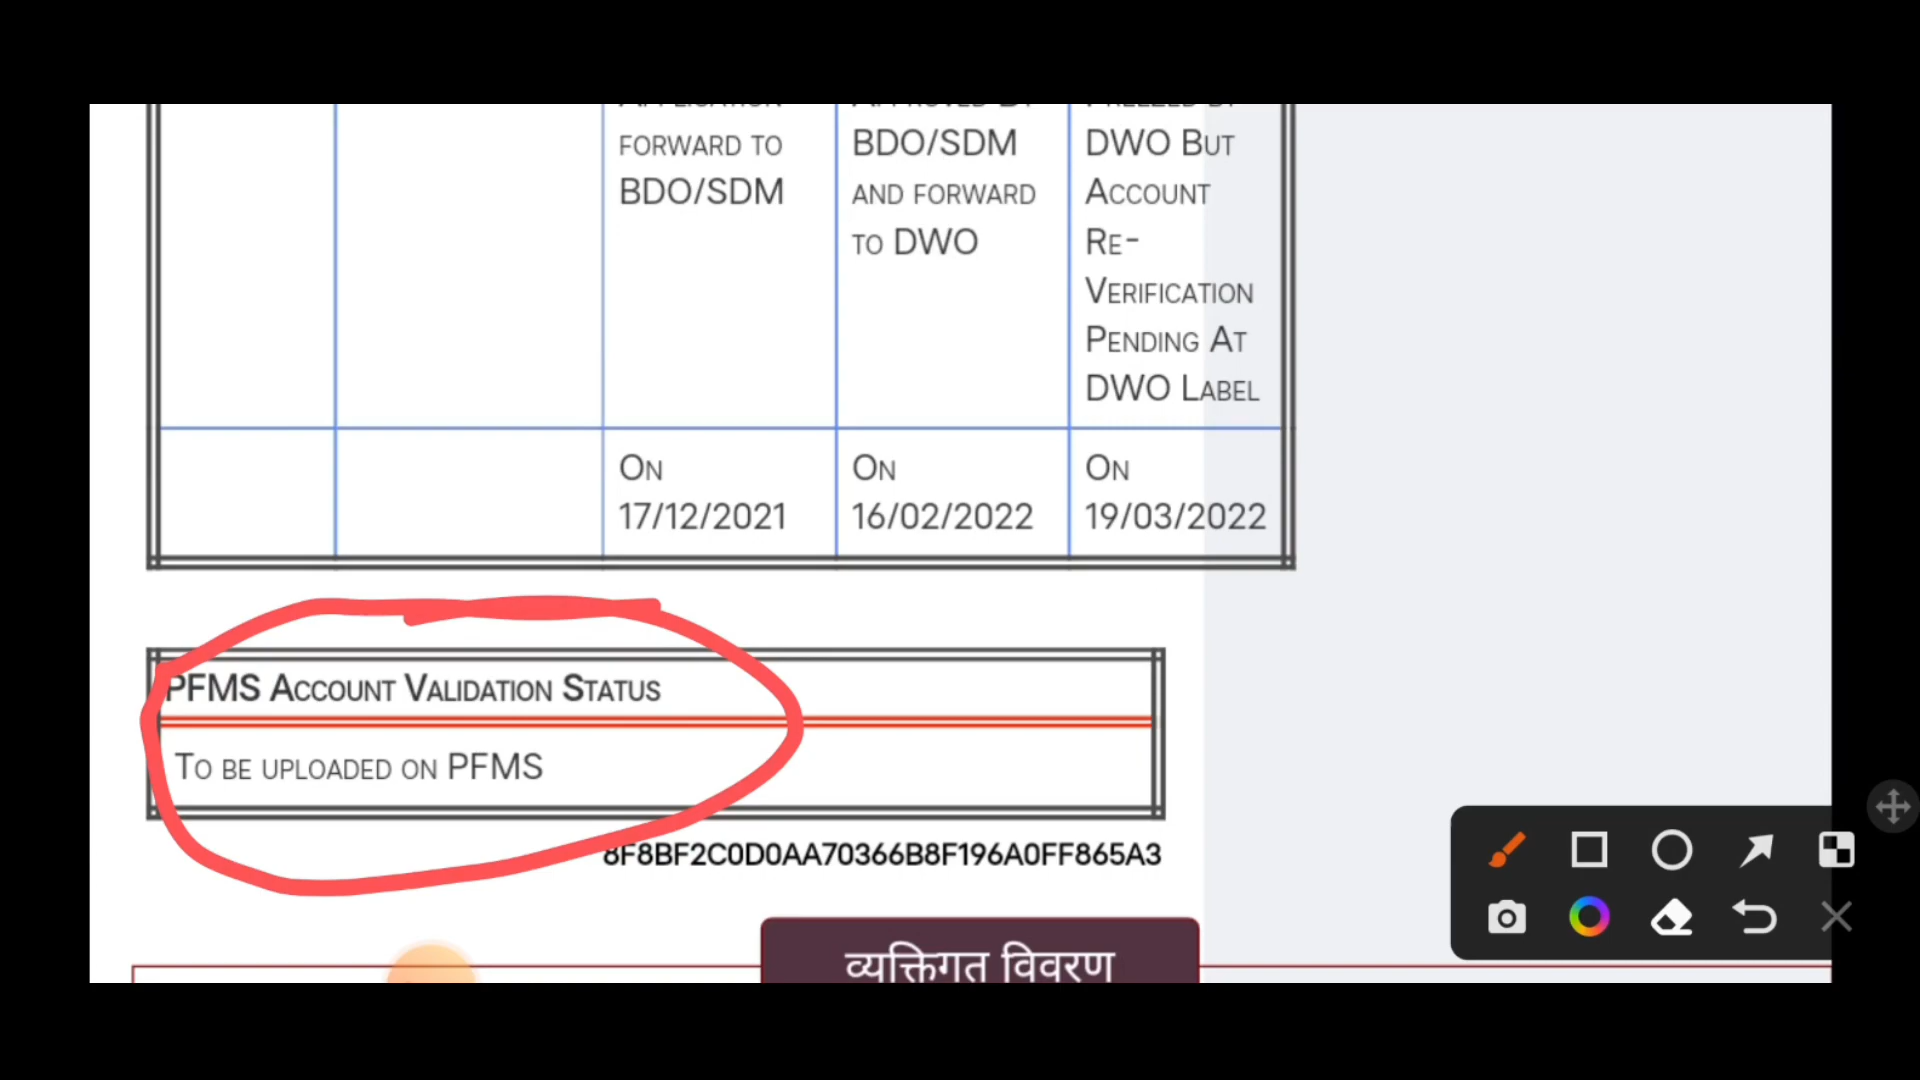 FORWARD TO
BDO/SDM
BDO/SDM
AND FORWARD
TO DWO
DWO BUT
ACCOUNT
RE-
VERIFICATION
PENDING AT
DWO LABEL
ON
17/12/2021
ON
16/02/2022
ON
19/03/2022
PFMS ACCOUNT VALIDATION STATUS
TO BE UPLOADED ON PFMS
8F8BF2C0D0AA70366B8F196A0FF865A3
व्यक्तिगत विवरण